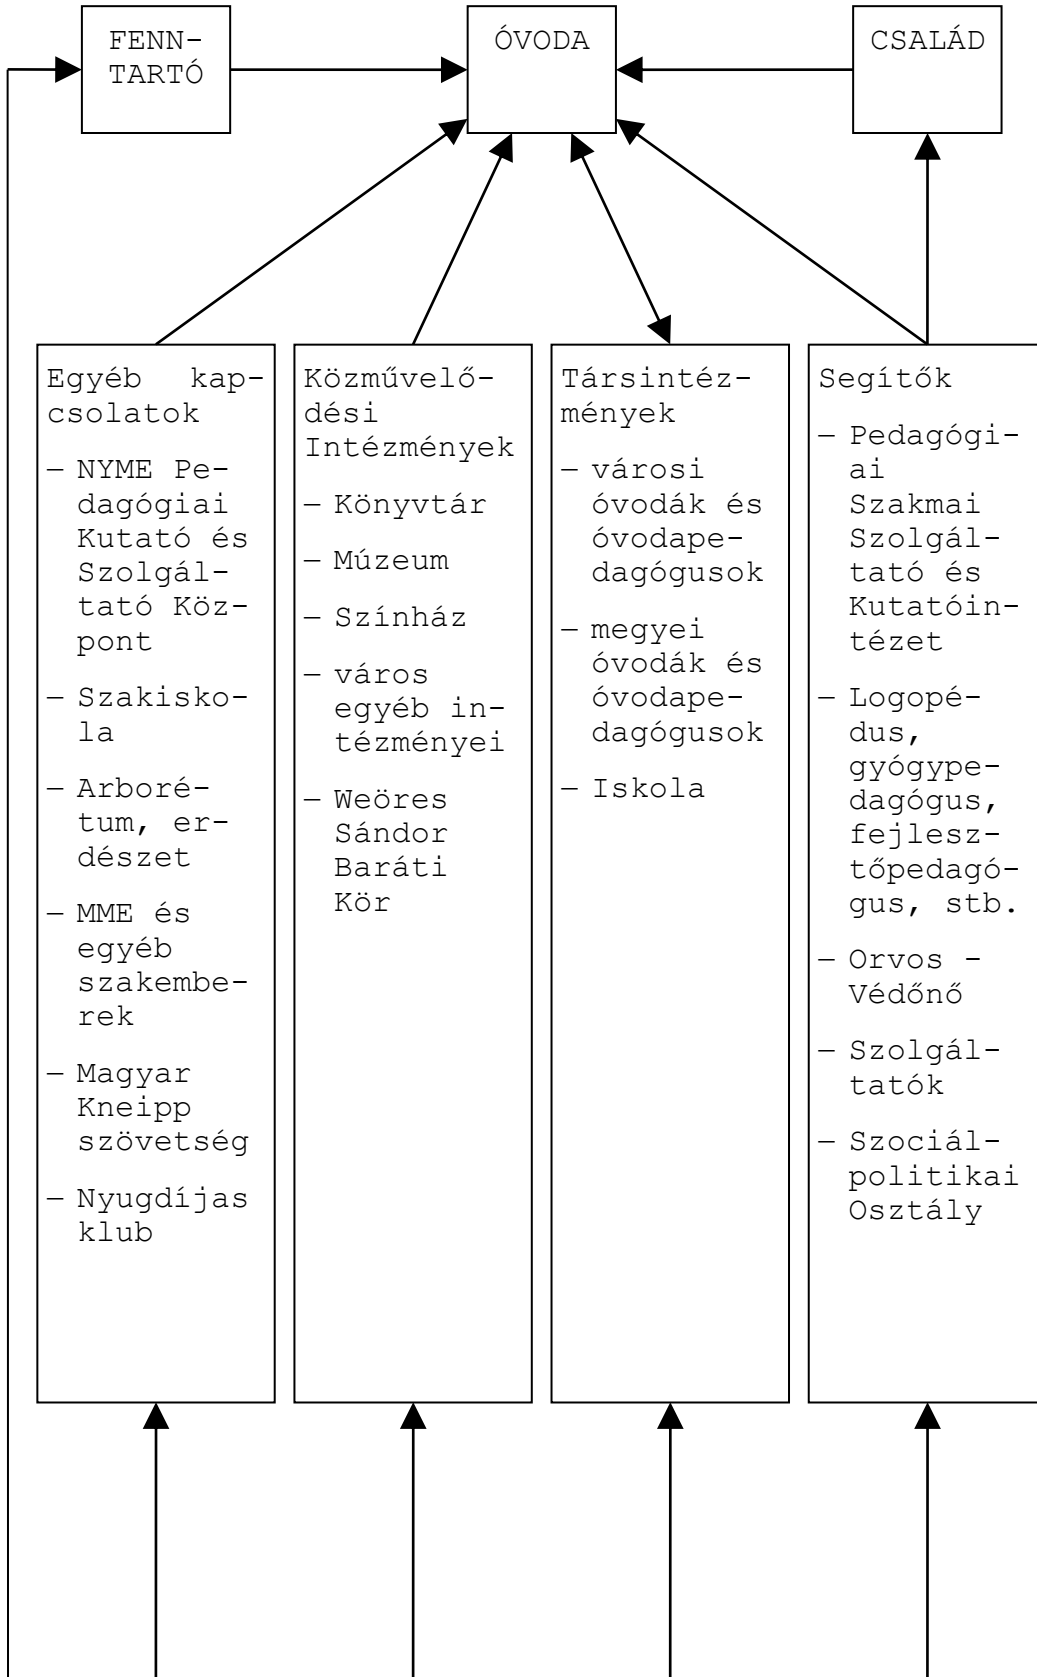 FENN-
TARTÓ
ÓVODA
CSALÁD
Egyéb kap-
csolatok
– NYME Pe-
dagógiai
Kutató és
Szolgál-
tató Köz-
pont
– Szakisko-
la
– Arboré-
tum, er-
dészet
– MME és
egyéb
szakembe-
rek
– Magyar
Kneipp
szövetség
– Nyugdíjas
klub
Közművelő-
dési
Intézmények
– Könyvtár
– Múzeum
– Színház
– város
egyéb in-
tézményei
– Weöres
Sándor
Baráti
Kör
Társintéz-
mények
– városi
óvodák és
óvodape-
dagógusok
– megyei
óvodák és
óvodape-
dagógusok
– Iskola
Segítők
– Pedagógi-
ai
Szakmai
Szolgál-
tató és
Kutatóin-
tézet
– Logopé-
dus,
gyógype-
dagógus,
fejlesz-
tőpedagó-
gus, stb.
– Orvos -
Védőnő
– Szolgál-
tatók
– Szociál-
politikai
Osztály